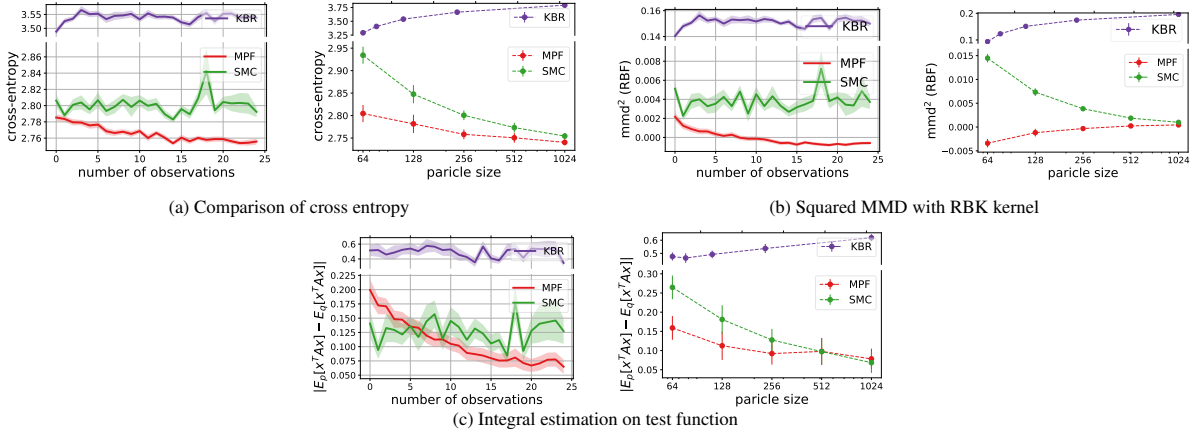 cross-entropy
3.55
3.50
2.86
2.84
2.82
2.80
2.78
2.76
0 5 10 15 20 25
number of observations
KBR
MPF
SMC
cross-entropy
3.75
3.50
3.25
2.95
2.90
2.85
2.80
2.75
64 128 256 512 1024
paricle size
KBR
MPF
SMC
(a) Comparison of cross entropy
mmd² (RBF)
0.16
0.14
0.008
0.006
0.004
0.002
0.000
0 5 10 15 20 25
number of observations
KBR
MPF
SMC
mmd² (RBF)
0.2
0.1
0.015
0.010
0.005
0.000
−0.005
64 128 256 512 1024
paricle size
KBR
MPF
SMC
(b) Squared MMD with RBK kernel
|E_p[x^T Ax] − E_q[x^T Ax]|
0.6
0.4
0.225
0.200
0.175
0.150
0.125
0.100
0.075
0.050
0 5 10 15 20 25
number of observations
KBR
MPF
SMC
|E_p[x^T Ax] − E_q[x^T Ax]|
0.6
0.5
0.30
0.25
0.20
0.15
0.10
0.05
64 128 256 512 1024
paricle size
KBR
MPF
SMC
(c) Integral estimation on test function